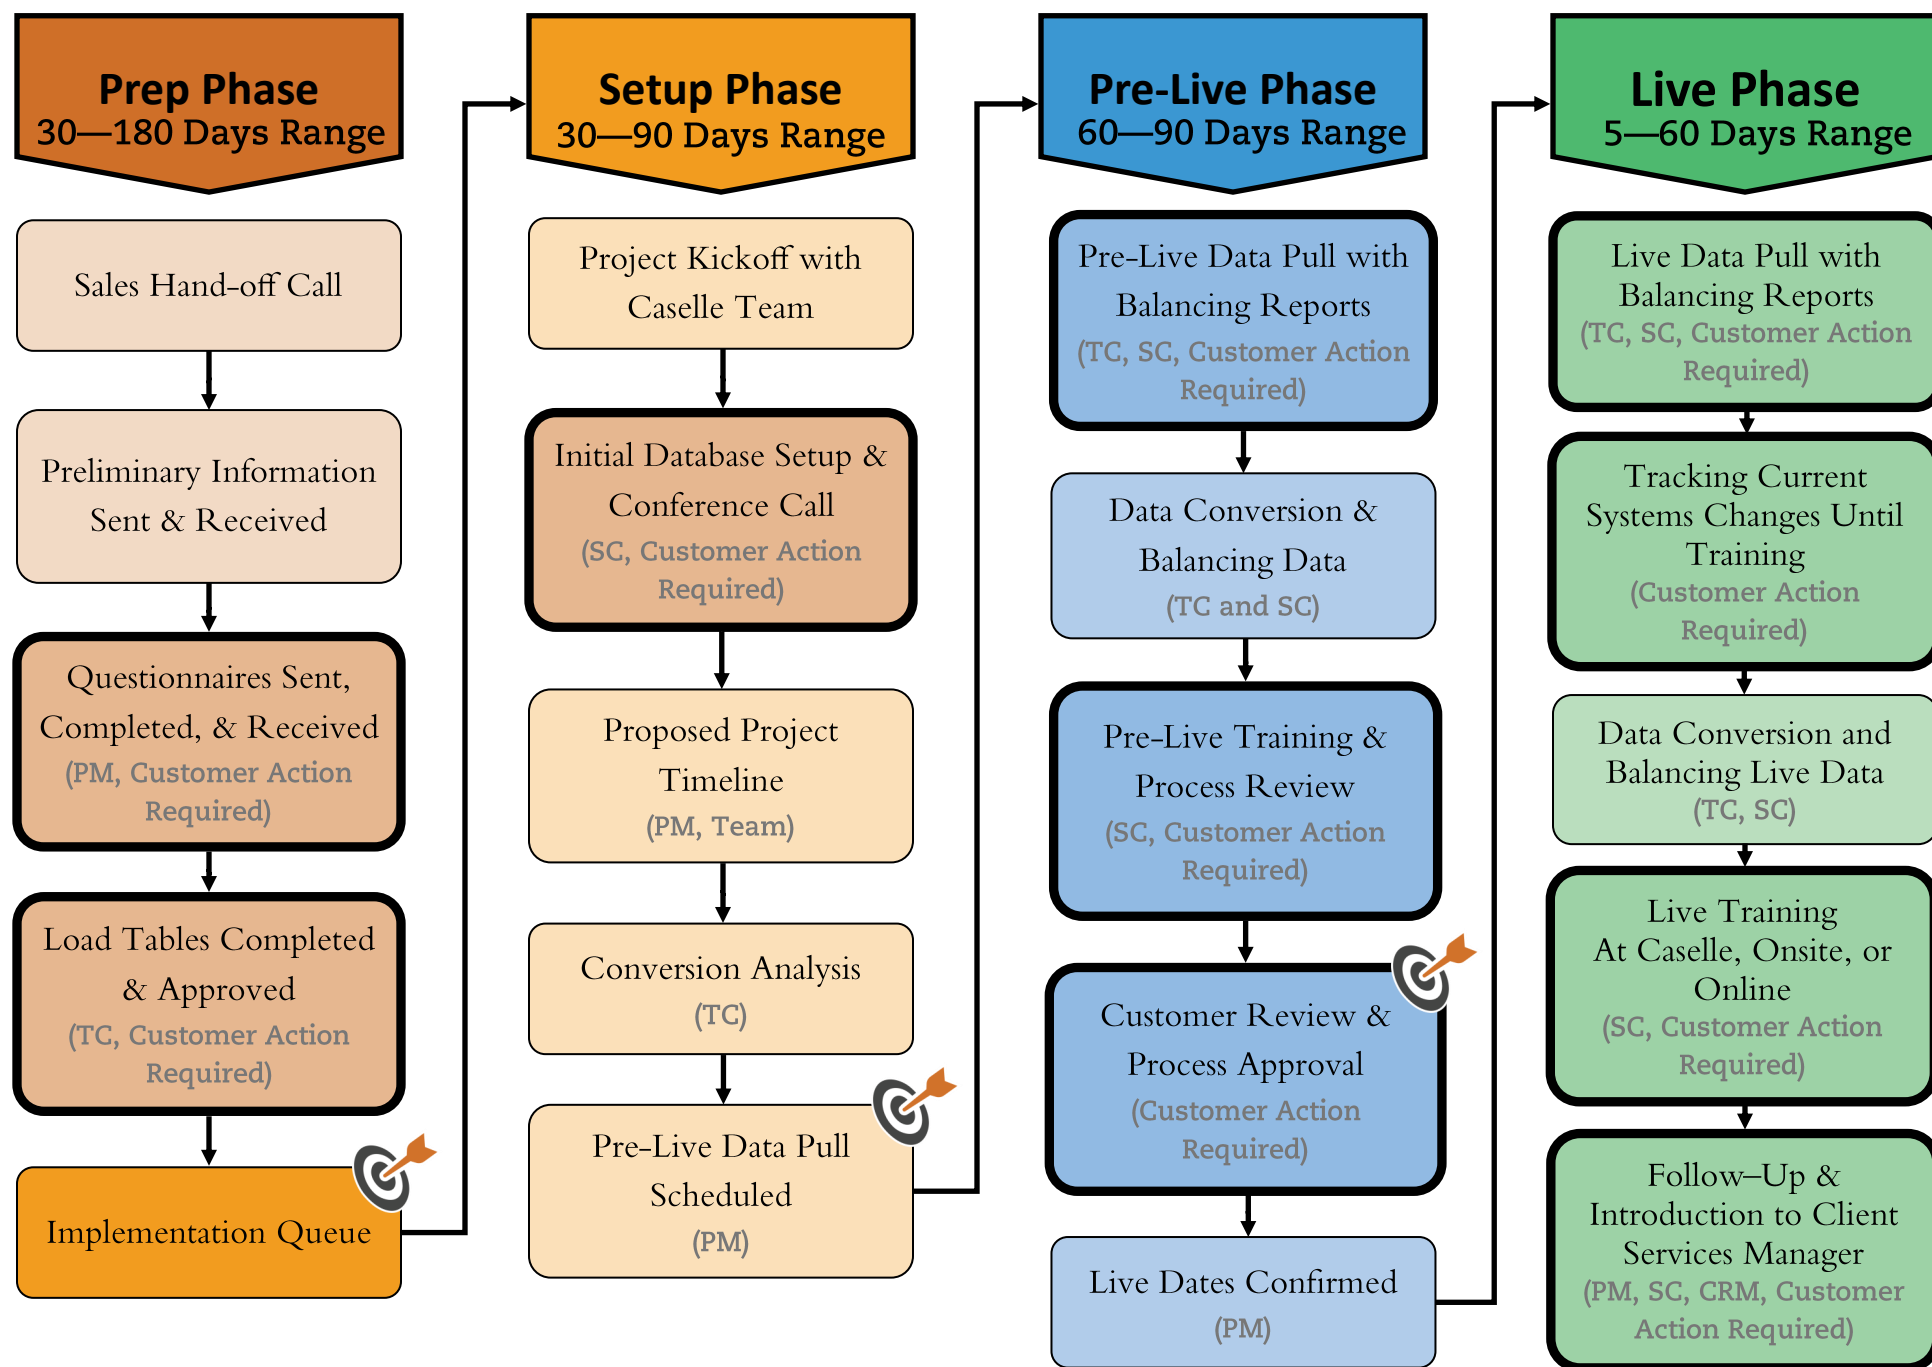 Prep Phase
30—180 Days Range
Sales Hand-off Call
Preliminary Information
Sent & Received
Questionnaires Sent,
Completed, & Received
(PM, Customer Action
Required)
Load Tables Completed
& Approved
(TC, Customer Action
Required)
Implementation Queue
Setup Phase
30—90 Days Range
Project Kickoff with
Caselle Team
Initial Database Setup &
Conference Call
(SC, Customer Action
Required)
Proposed Project
Timeline
(PM, Team)
Conversion Analysis
(TC)
Pre-Live Data Pull
Scheduled
(PM)
Pre-Live Phase
60—90 Days Range
Pre-Live Data Pull with
Balancing Reports
(TC, SC, Customer Action
Required)
Data Conversion &
Balancing Data
(TC and SC)
Pre-Live Training &
Process Review
(SC, Customer Action
Required)
Customer Review &
Process Approval
(Customer Action
Required)
Live Dates Confirmed
(PM)
Live Phase
5—60 Days Range
Live Data Pull with
Balancing Reports
(TC, SC, Customer Action
Required)
Tracking Current
Systems Changes Until
Training
(Customer Action
Required)
Data Conversion and
Balancing Live Data
(TC, SC)
Live Training
At Caselle, Onsite, or
Online
(SC, Customer Action
Required)
Follow–Up &
Introduction to Client
Services Manager
(PM, SC, CRM, Customer
Action Required)